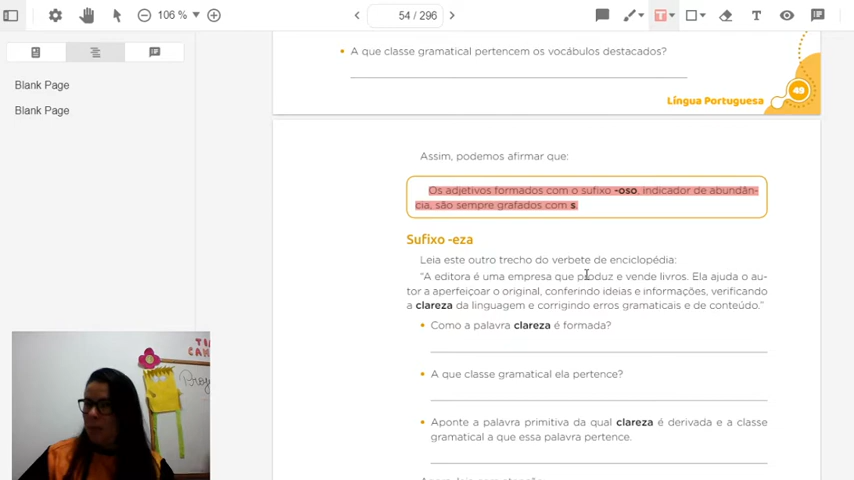 106 %
54 / 296
Blank Page
Blank Page
A que classe gramatical pertencem os vocábulos destacados?
Língua Portuguesa
49
Assim, podemos afirmar que:
Os adjetivos formados com o sufixo -oso, indicador de abundân-
cia, são sempre grafados com s.
Sufixo -eza
Leia este outro trecho do verbete de enciclopédia:
“A editora é uma empresa que produz e vende livros. Ela ajuda o au-
tor a aperfeiçoar o original, conferindo ideias e informações, verificando
a clareza da linguagem e corrigindo erros gramaticais e de conteúdo.”
• Como a palavra clareza é formada?
• A que classe gramatical ela pertence?
• Aponte a palavra primitiva da qual clareza é derivada e a classe
gramatical a que essa palavra pertence.